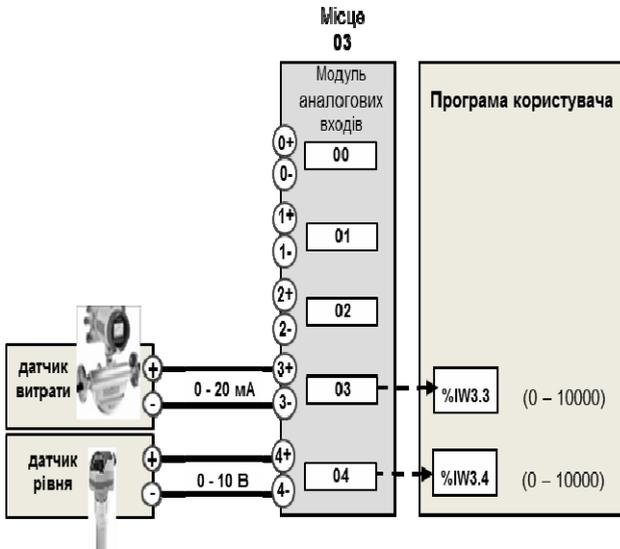 Місце
03
Модуль
аналогових
входів
Програма користувача
0+
00
0-
1+
01
1-
2+
02
2-
датчик
витрати
+
-
0 - 20 мА
3+
3-
03
%IW3.3
(0 – 10000)
датчик
рівня
+
-
0 - 10 В
4+
4-
04
%IW3.4
(0 – 10000)